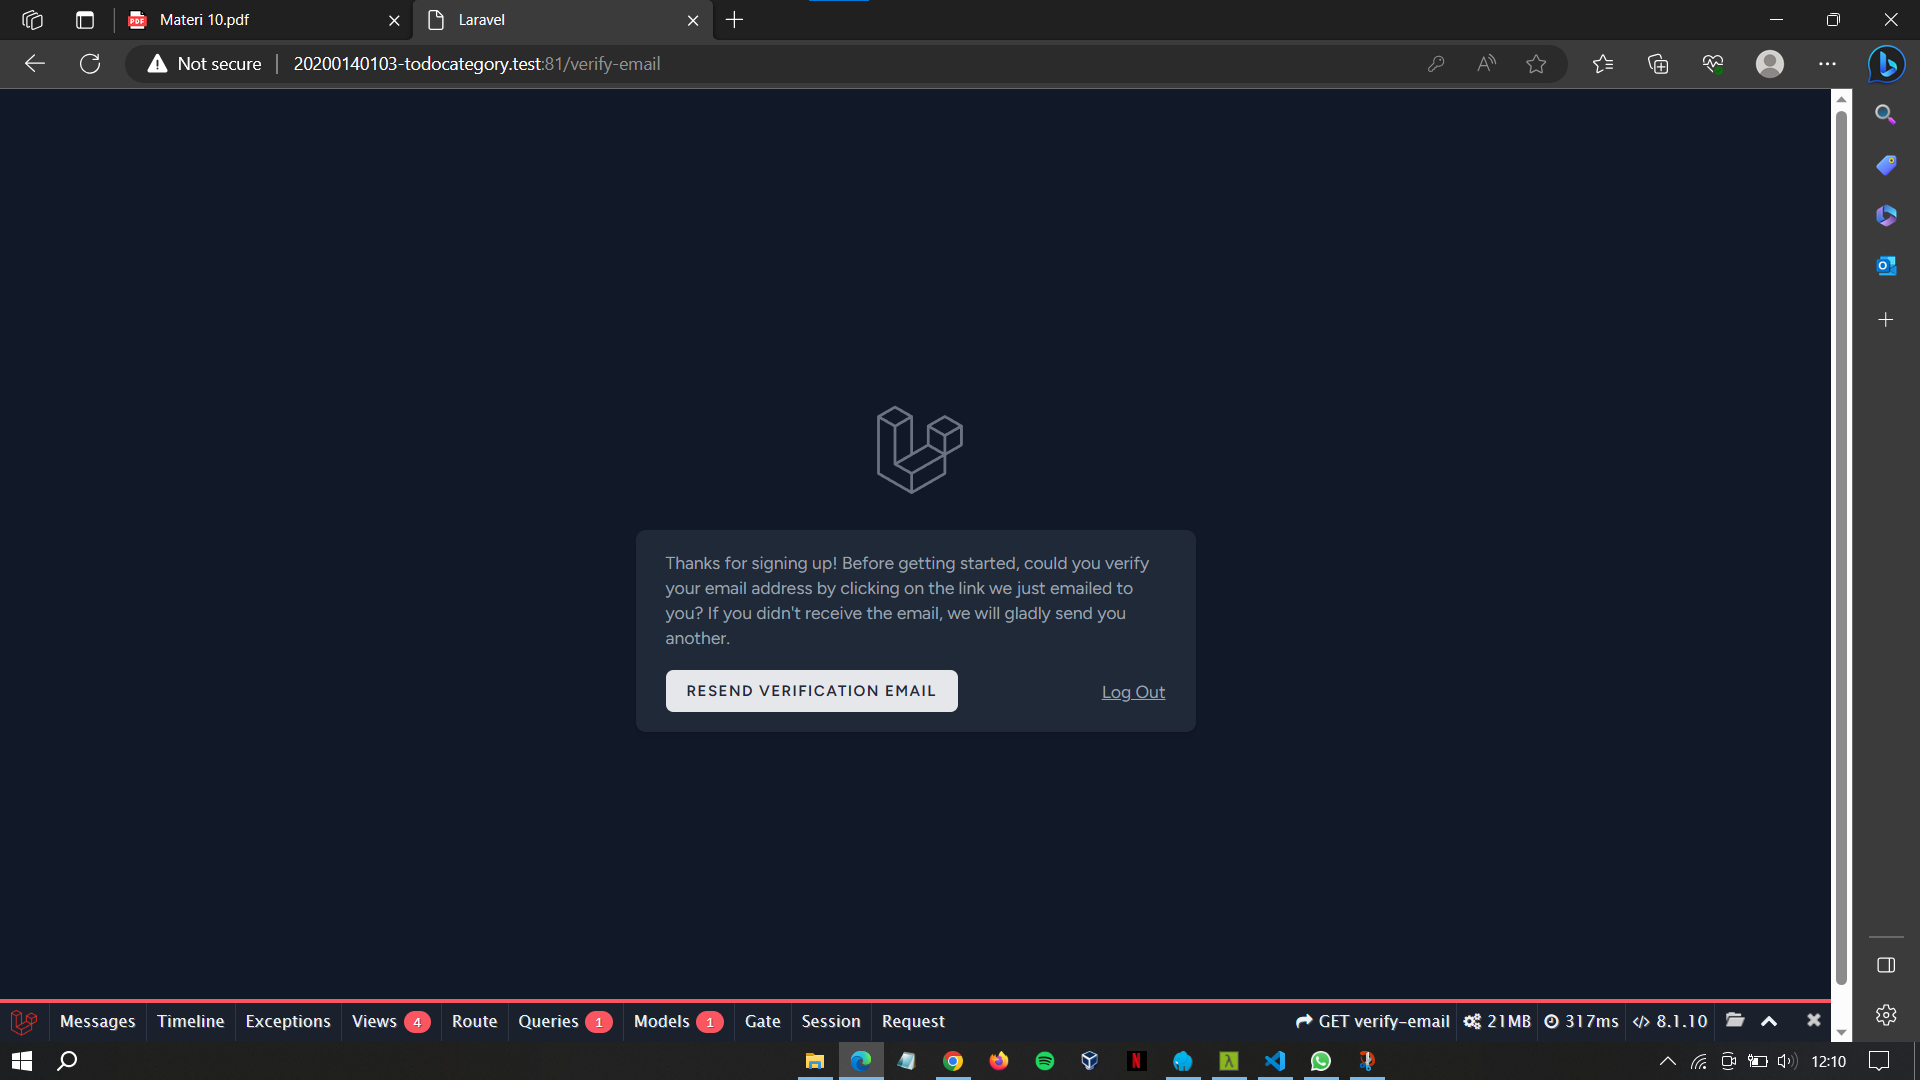 Materi 10.pdf
Laravel
Not secure
20200140103-todocategory.test:81/verify-email
Thanks for signing up! Before getting started, could you verify
your email address by clicking on the link we just emailed to
you? If you didn't receive the email, we will gladly send you
another.
RESEND VERIFICATION EMAIL
Log Out
Messages Timeline Exceptions Views 4 Route Queries 1 Models 1 Gate Session Request GET verify-email 21MB 317ms 8.1.10
12:10